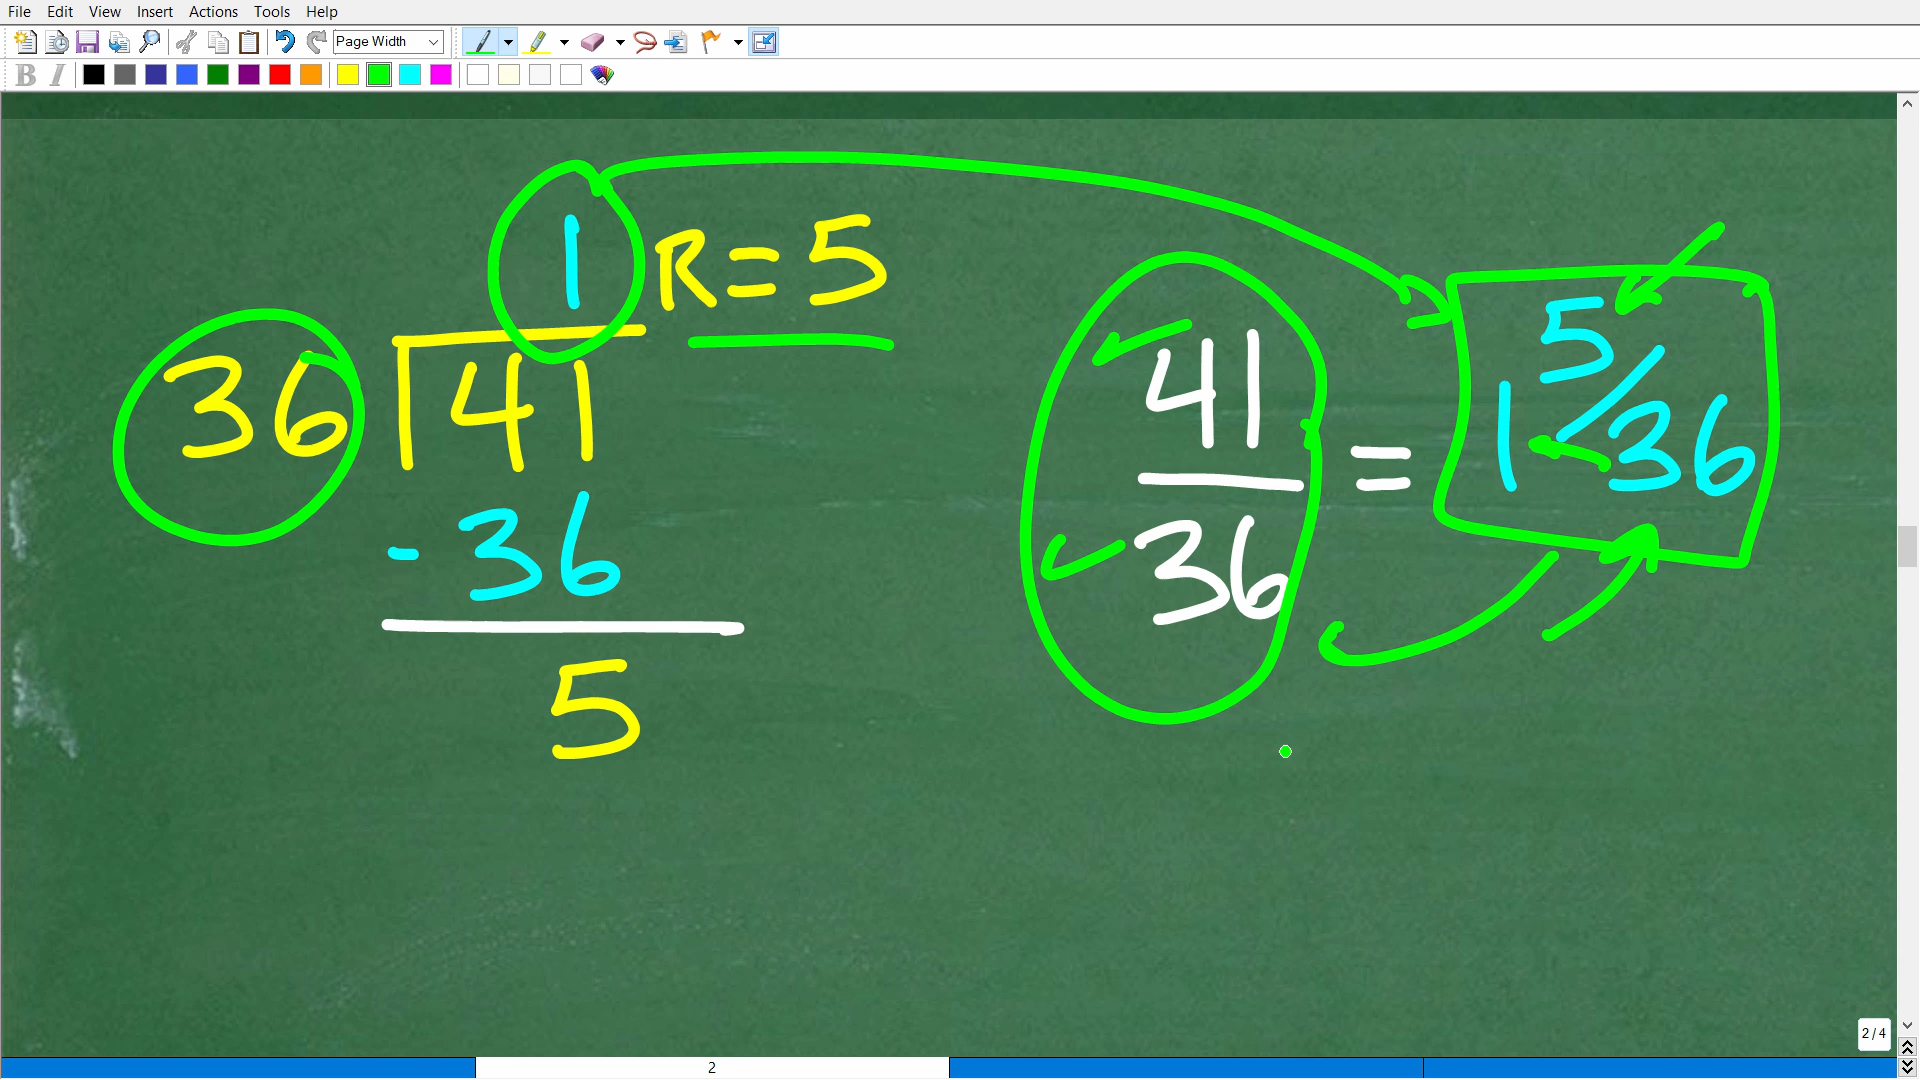 File Edit View Insert Actions Tools Help
Page Width
B I
1 R = 5
36 41
- 36
5
41
36
=
1 5/36
2 / 4
2